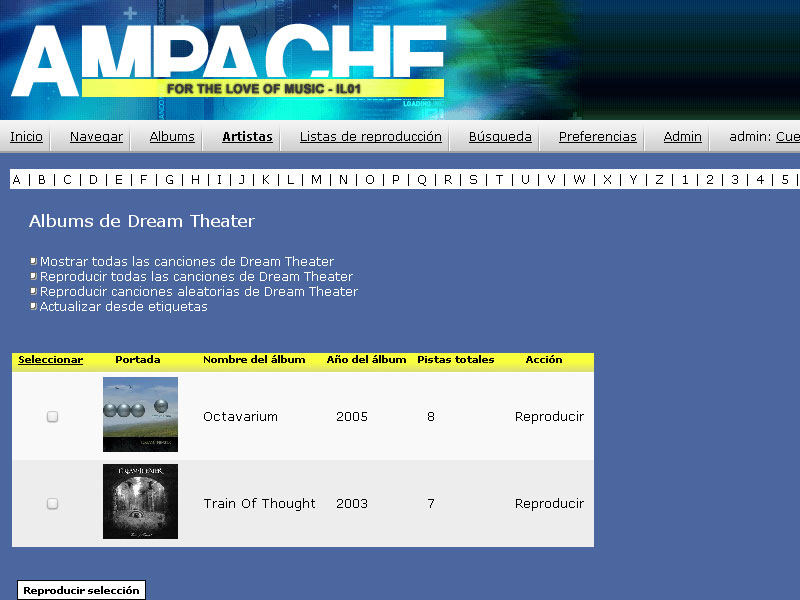 AMPACHE
FOR THE LOVE OF MUSIC - IL01
LOADING
Inicio Navegar Albums Artistas Listas de reproducción Búsqueda Preferencias Admin admin: Cue
A | B | C | D | E | F | G | H | I | J | K | L | M | N | O | P | Q | R | S | T | U | V | W | X | Y | Z | 1 | 2 | 3 | 4 | 5 |
Albums de Dream Theater
Mostrar todas las canciones de Dream Theater
Reproducir todas las canciones de Dream Theater
Reproducir canciones aleatorias de Dream Theater
Actualizar desde etiquetas
Seleccionar Portada Nombre del álbum Año del álbum Pistas totales Acción
Octavarium 2005 8 Reproducir
DREAM THEATER
Train Of Thought 2003 7 Reproducir
Reproducir selección